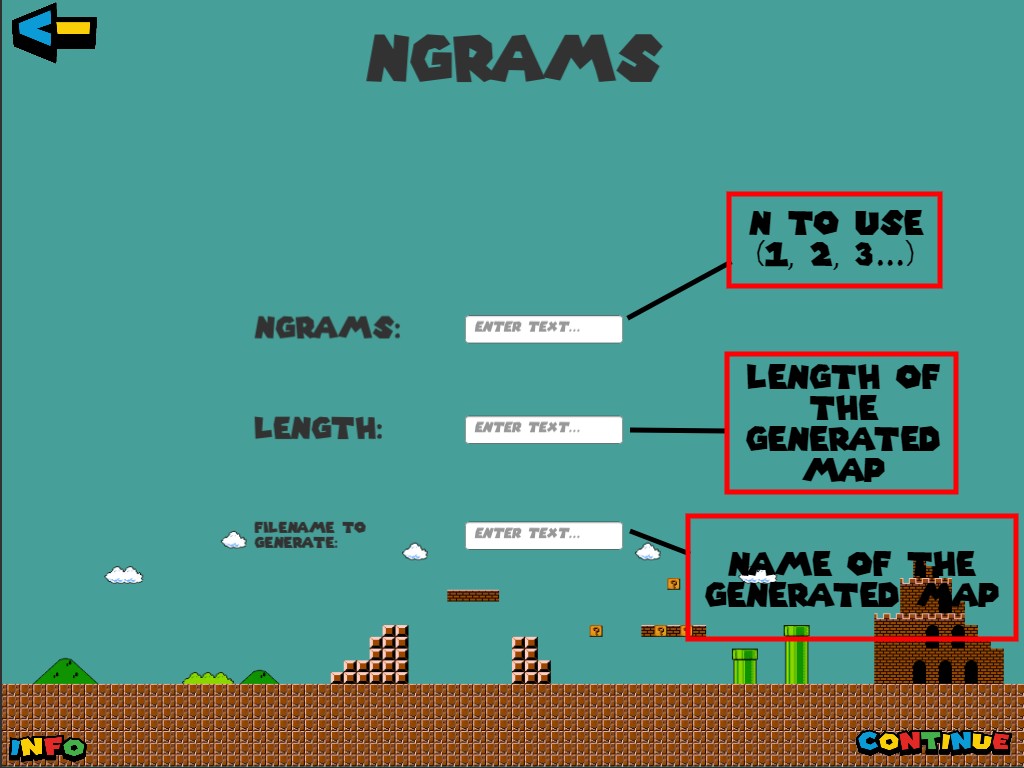 NGRAMS
N TO USE
(1, 2, 3...)
NGRAMS:
ENTER TEXT...
LENGTH OF
THE
GENERATED
MAP
LENGTH:
ENTER TEXT...
FILENAME TO
GENERATE:
ENTER TEXT...
NAME OF THE
GENERATED MAP
INFO
CONTINUE